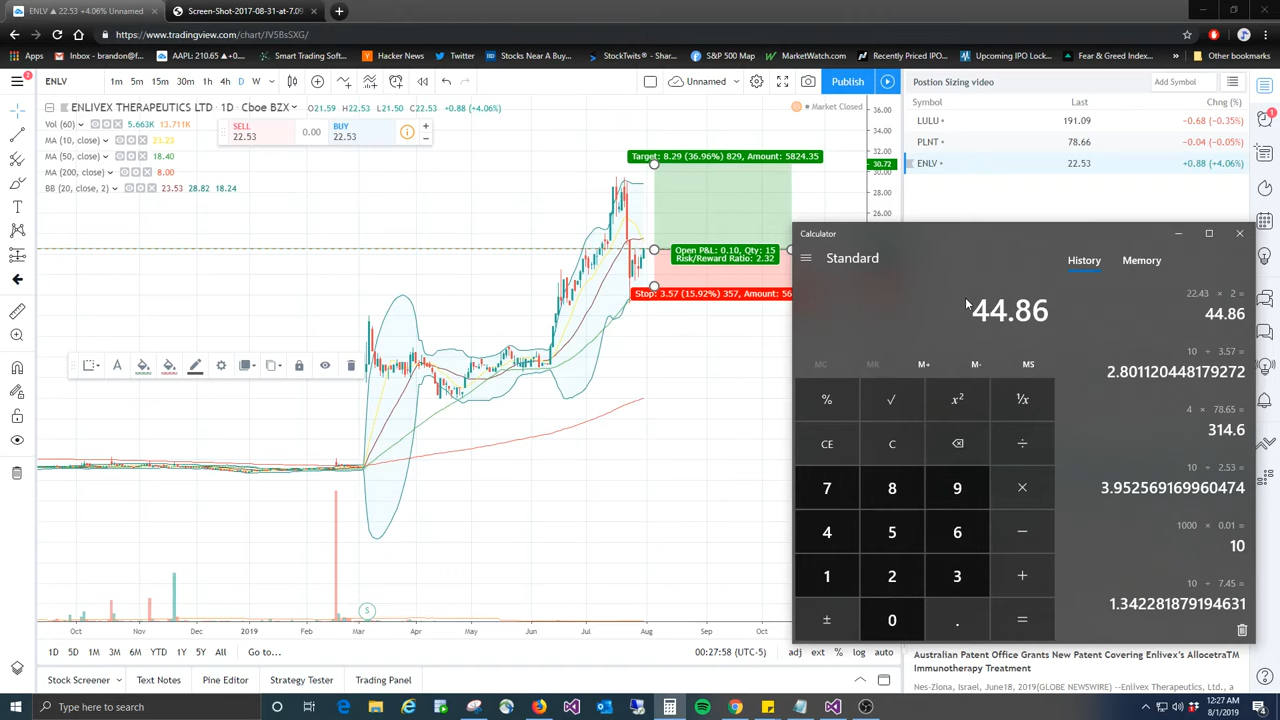 ENLV ▲ 22.53 +4.06% Unnamed
Screen-Shot-2017-08-31-at-7.09
https://www.tradingview.com/chart/JV5BsSXG/
Apps
Inbox - brandon@f...
AAPL: 210.65 ▲ +0...
Smart Trading Soft...
Hacker News
Twitter
Stocks Near Buy...
StockTwits® - Shar...
S&P 500 Map
MarketWatch.com
Recently Priced IPO...
Upcoming IPO Lock...
Fear & Greed Index...
Other bookmarks
2
ENLV
1m
5m
15m
30m
1h
4h
D
W
Unnamed
Publish
Postion Sizing video
Add Symbol
ENLIVEX THERAPEUTICS LTD · 1D · Cboe BZX
O21.59 H22.53 L21.50 C22.53 +0.88 (+4.06%)
Market Closed
Vol (60)
5.663K 13.711K
SELL
22.53
0.00
BUY
22.53
MA (10, close)
23.23
MA (50, close)
18.40
MA (200, close)
8.00
BB (20, close, 2)
23.53 28.82 18.24
Target: 8.29 (36.96%) 829, Amount: 5824.35
Open P&L: 0.10, Qty: 15
Risk/Reward Ratio: 2.32
Stop: 3.57 (15.92%) 357, Amount: 56
36.00
34.00
32.00
30.72
30.00
28.00
26.00
Symbol
Last
Chng (%)
LULU
191.09
−0.68 (−0.35%)
PLNT
78.66
−0.04 (−0.05%)
ENLV
22.53
+0.88 (+4.06%)
Calculator
Standard
History
Memory
44.86
22.43 × 2 =
44.86
10 ÷ 3.57 =
2.801120448179272
4 × 78.65 =
314.6
10 ÷ 2.53 =
3.952569169960474
1000 × 0.01 =
10
10 ÷ 7.45 =
1.342281879194631
MC
MR
M+
M-
MS
%
√
x²
¹/x
CE
C
÷
7
8
9
×
4
5
6
−
1
2
3
+
±
0
.
=
S
Oct
Nov
Dec
2019
Feb
Mar
Apr
May
Jun
Jul
Aug
Sep
Oct
1D
5D
1M
3M
6M
YTD
1Y
5Y
All
Go to...
00:27:58 (UTC-5)
adj
ext
%
log
auto
Stock Screener
Text Notes
Pine Editor
Strategy Tester
Trading Panel
Australian Patent Office Grants New Patent Covering Enlivex's AllocetraTM
Immunotherapy Treatment
Nes-Ziona, Israel, June18, 2019(GLOBE NEWSWIRE) --Enlivex Therapeutics, Ltd., a
Type here to search
12:27 AM
8/1/2019